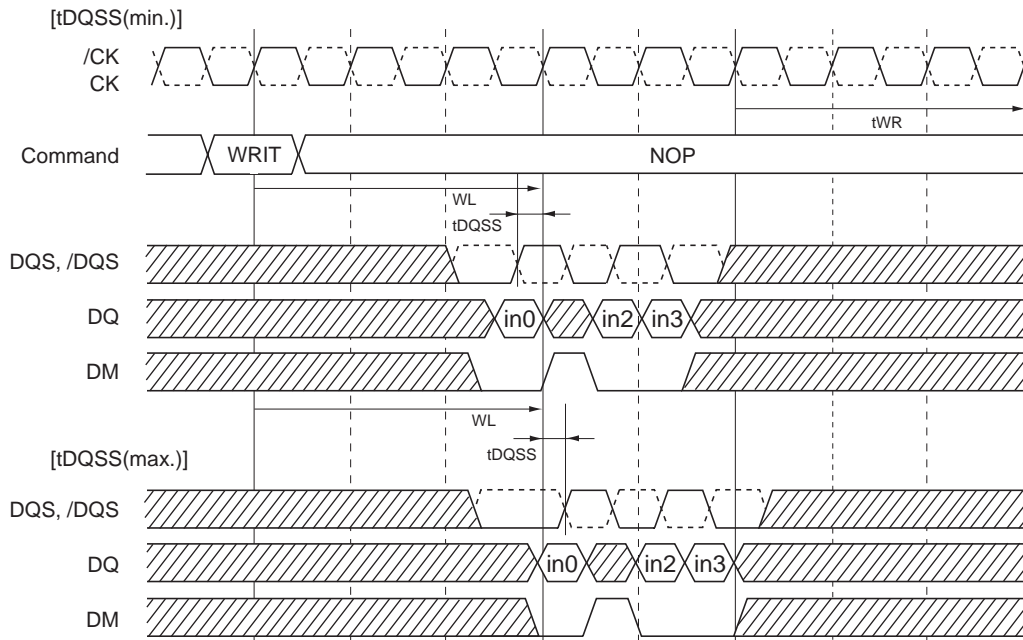 [tDQSS(min.)]
/CK
CK
tWR
Command WRIT NOP
WL
tDQSS
DQS, /DQS
DQ in0 in2 in3
DM
WL
tDQSS
[tDQSS(max.)]
DQS, /DQS
DQ in0 in2 in3
DM